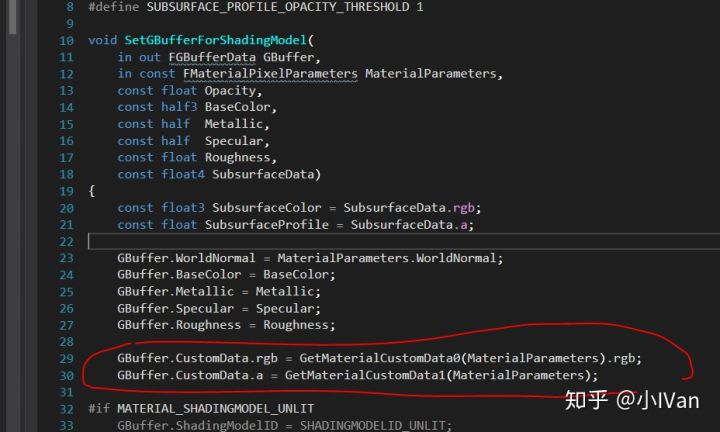 8 #define SUBSURFACE_PROFILE_OPACITY_THRESHOLD 1
9
10 void SetGBufferForShadingModel(
11 in out FGBufferData GBuffer,
12 in const FMaterialPixelParameters MaterialParameters,
13 const float Opacity,
14 const half3 BaseColor,
15 const half  Metallic,
16 const half  Specular,
17 const float Roughness,
18 const float4 SubsurfaceData)
19 {
20 const float3 SubsurfaceColor = SubsurfaceData.rgb;
21 const float SubsurfaceProfile = SubsurfaceData.a;
22
23 GBuffer.WorldNormal = MaterialParameters.WorldNormal;
24 GBuffer.BaseColor = BaseColor;
25 GBuffer.Metallic = Metallic;
26 GBuffer.Specular = Specular;
27 GBuffer.Roughness = Roughness;
28
29 GBuffer.CustomData.rgb = GetMaterialCustomData0(MaterialParameters).rgb;
30 GBuffer.CustomData.a = GetMaterialCustomData1(MaterialParameters);
31
32 #if MATERIAL_SHADINGMODEL_UNLIT
33 GBuffer.ShadingModelID = SHADINGMODELID_UNLIT;
知乎 @小IVan